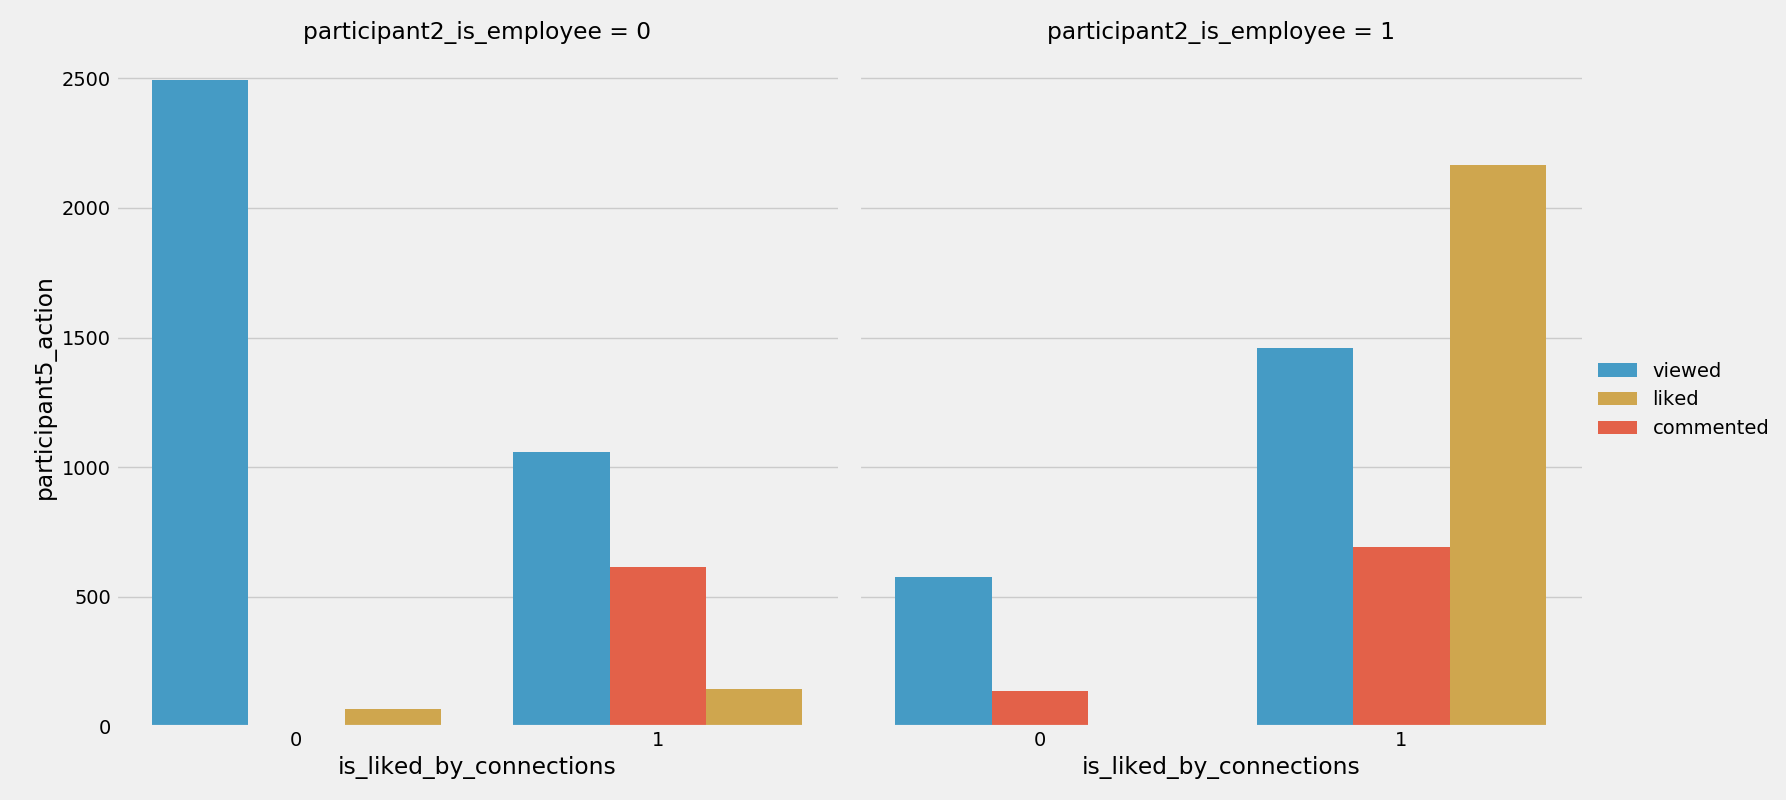 participant2_is_employee = 0
participant2_is_employee = 1
participant5_action
2500
2000
1500
1000
500
0
0
1
0
1
is_liked_by_connections
is_liked_by_connections
viewed
liked
commented